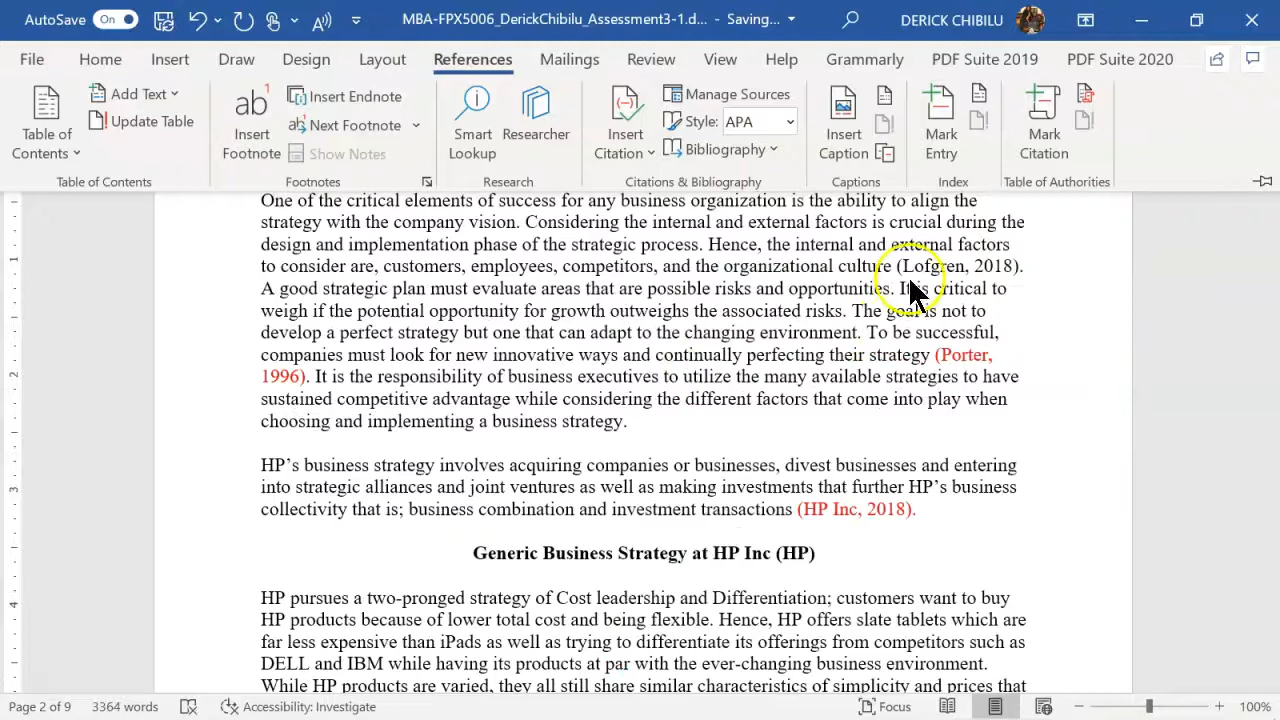 AutoSave On MBA-FPX5006_DerickChibilu_Assessment3-1.d... - Saving... DERICK CHIBILU
File Home Insert Draw Design Layout References Mailings Review View Help Grammarly PDF Suite 2019 PDF Suite 2020
Table of Contents
Add Text
Update Table
Table of Contents
ab1
Insert Footnote
Insert Endnote
Next Footnote
Show Notes
Footnotes
Smart Lookup
Researcher
Research
Insert Citation
Manage Sources
Style: APA
Bibliography
Citations & Bibliography
Insert Caption
Captions
Mark Entry
Index
Mark Citation
Table of Authorities
One of the critical elements of success for any business organization is the ability to align the
strategy with the company vision. Considering the internal and external factors is crucial during the
design and implementation phase of the strategic process. Hence, the internal and external factors
to consider are, customers, employees, competitors, and the organizational culture (Lofgren, 2018).
A good strategic plan must evaluate areas that are possible risks and opportunities. It is critical to
weigh if the potential opportunity for growth outweighs the associated risks. The goal is not to
develop a perfect strategy but one that can adapt to the changing environment. To be successful,
companies must look for new innovative ways and continually perfecting their strategy (Porter,
1996). It is the responsibility of business executives to utilize the many available strategies to have
sustained competitive advantage while considering the different factors that come into play when
choosing and implementing a business strategy.
HP’s business strategy involves acquiring companies or businesses, divest businesses and entering
into strategic alliances and joint ventures as well as making investments that further HP’s business
collectivity that is; business combination and investment transactions (HP Inc, 2018).
Generic Business Strategy at HP Inc (HP)
HP pursues a two-pronged strategy of Cost leadership and Differentiation; customers want to buy
HP products because of lower total cost and being flexible. Hence, HP offers slate tablets which are
far less expensive than iPads as well as trying to differentiate its offerings from competitors such as
DELL and IBM while having its products at par with the ever-changing business environment.
While HP products are varied, they all still share similar characteristics of simplicity and prices that
1
2
3
4
Page 2 of 9 3364 words Accessibility: Investigate Focus 100%